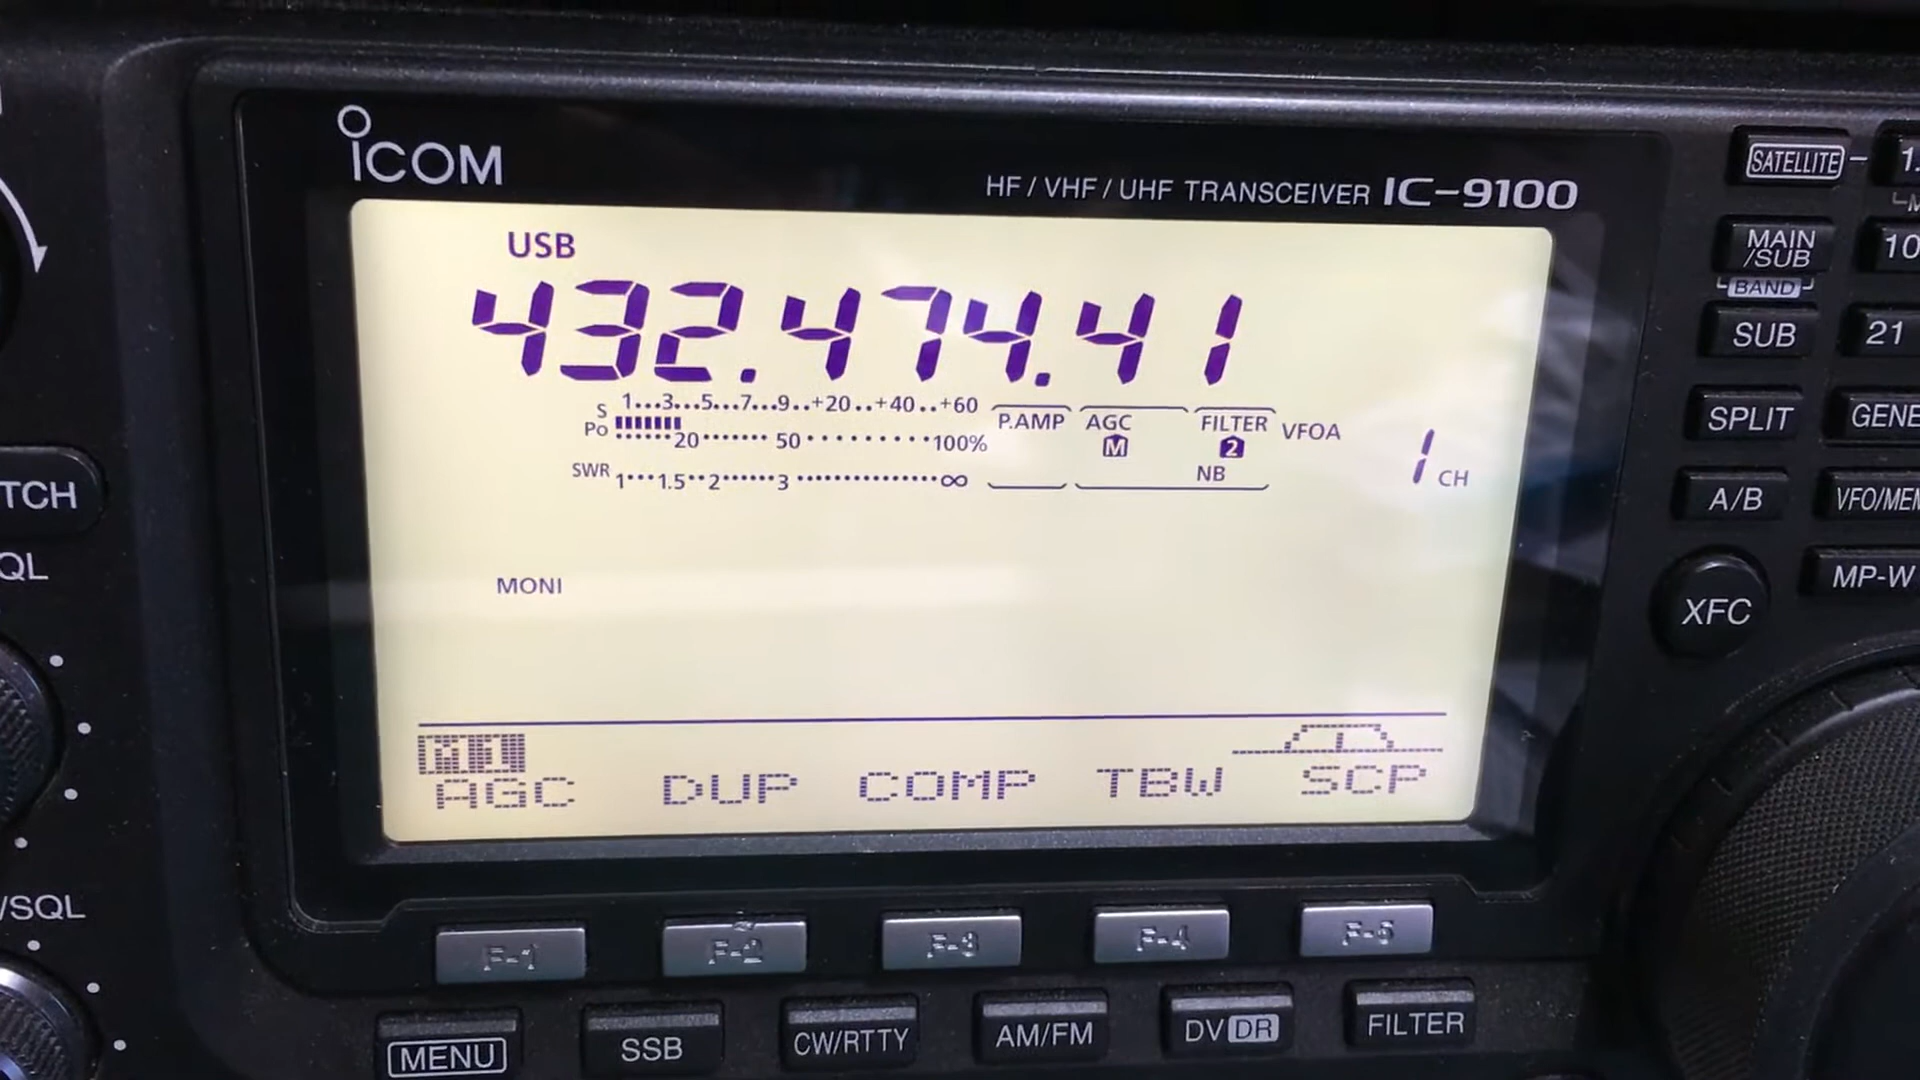 ICOM
HF / VHF / UHF TRANSCEIVER IC-9100
USB
432.474.41
S 1•••3•••5•••7•••9••+20••+40••+60
Po 20 50 100%
SWR 1•••1.5••2••••••3 ∞
P.AMP
AGC
M
FILTER
2
NB
VFOA
1 CH
MONI
M1
AGC DUP COMP TBW SCP
F-1 F-2 F-3 F-4 F-5
MENU SSB CW/RTTY AM/FM DV DR FILTER
SATELLITE
MAIN
/SUB
BAND
SUB 21
SPLIT GENE
A/B VFO/MEM
MP-W
XFC
TCH
QL
/SQL
10
1.